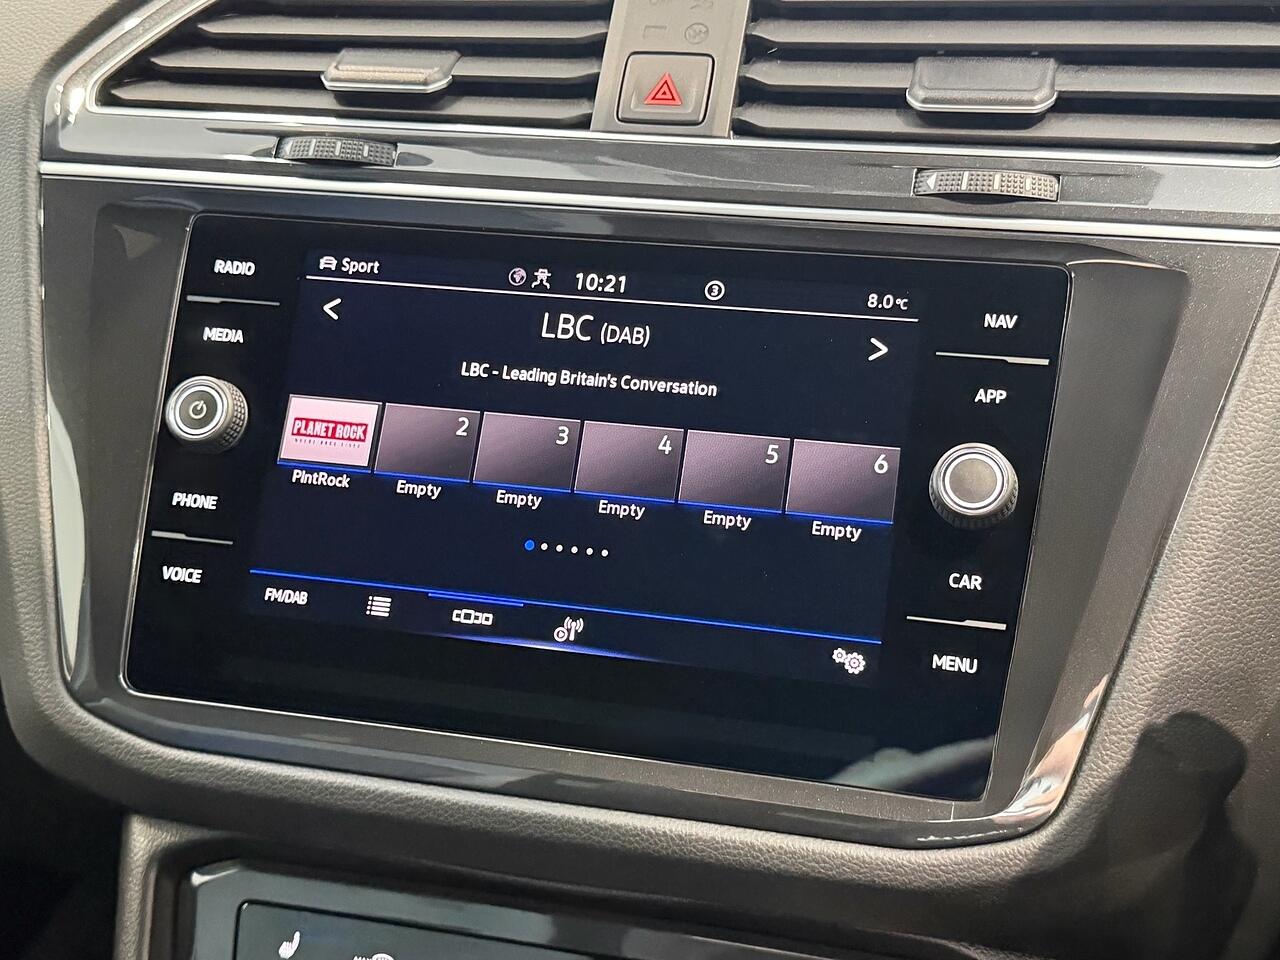 RADIO
MEDIA
PHONE
VOICE
Sport
10:21
3
8.0°C
LBC (DAB)
LBC - Leading Britain's Conversation
PLANET ROCK
2
3
4
5
6
PlntRock
Empty
Empty
Empty
Empty
Empty
FM/DAB
NAV
APP
CAR
MENU